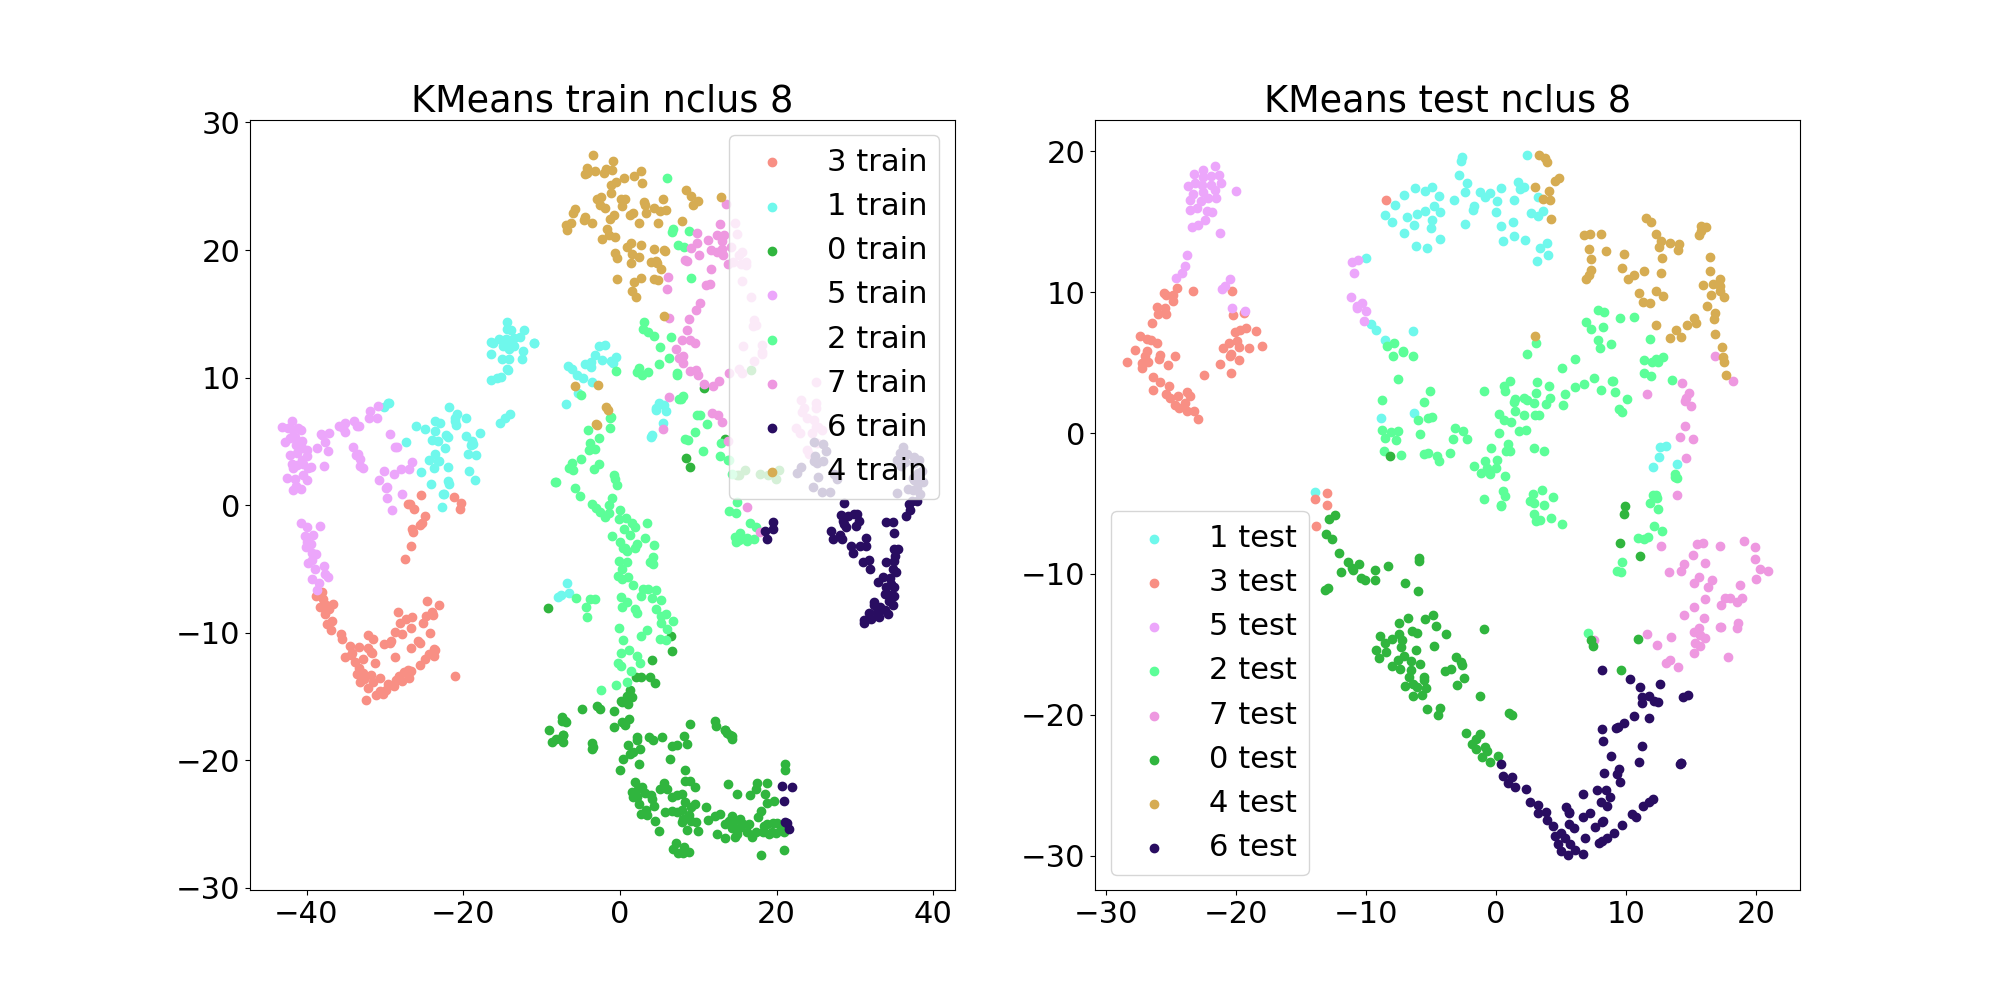 KMeans train nclus 8
30
20
10
0
−10
−20
−30
−40
−20
0
20
40
3 train
1 train
0 train
5 train
2 train
7 train
6 train
4 train
KMeans test nclus 8
20
10
0
−10
−20
−30
−30
−20
−10
0
10
20
1 test
3 test
5 test
2 test
7 test
0 test
4 test
6 test